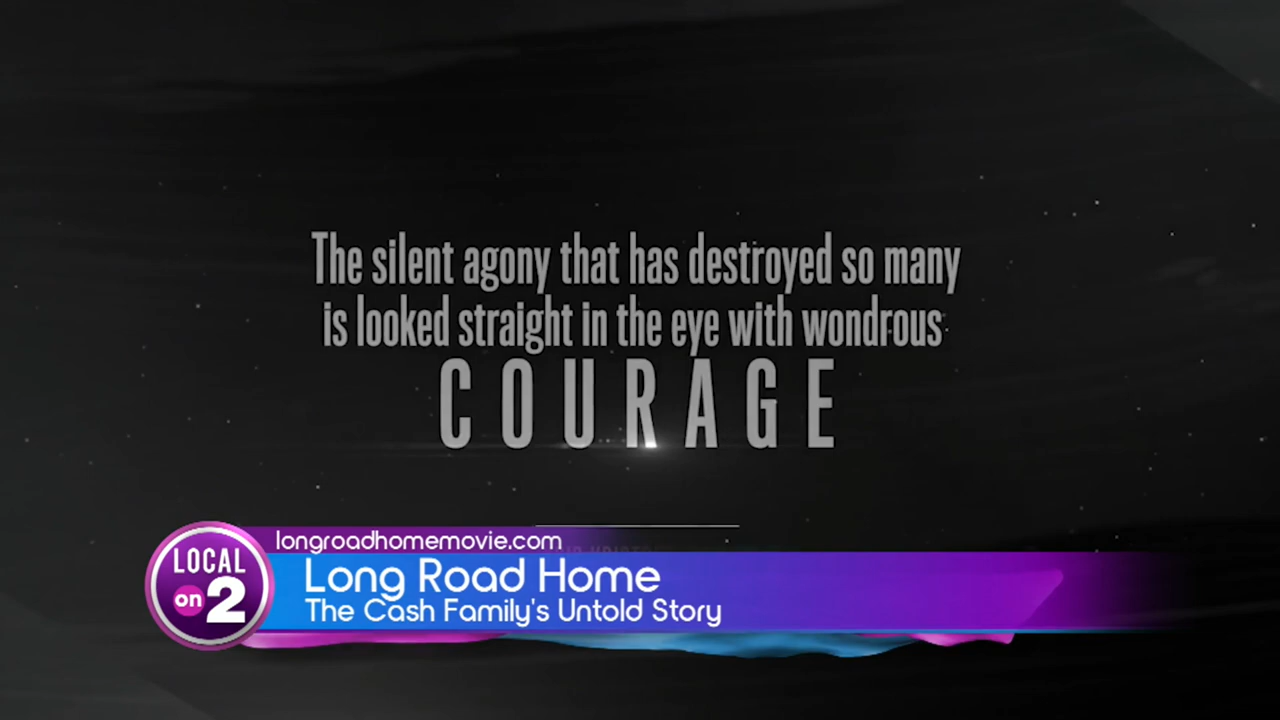 The silent agony that has destroyed so many
is looked straight in the eye with wondrous
COURAGE
longroadhomemovie.com
LOCAL
on 2
Long Road Home
The Cash Family's Untold Story